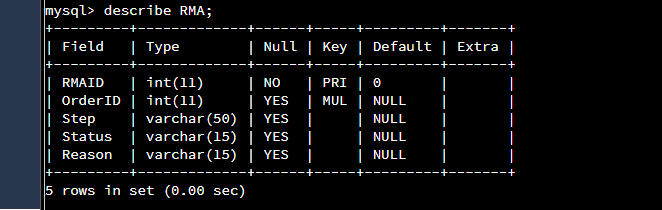 mysql> describe RMA;
+---------+-------------+------+-----+---------+-------+
| Field   | Type        | Null | Key | Default | Extra |
+---------+-------------+------+-----+---------+-------+
| RMAID   | int(11)     | NO   | PRI | 0       |       |
| OrderID | int(11)     | YES  | MUL | NULL    |       |
| Step    | varchar(50) | YES  |     | NULL    |       |
| Status  | varchar(15) | YES  |     | NULL    |       |
| Reason  | varchar(15) | YES  |     | NULL    |       |
+---------+-------------+------+-----+---------+-------+
5 rows in set (0.00 sec)